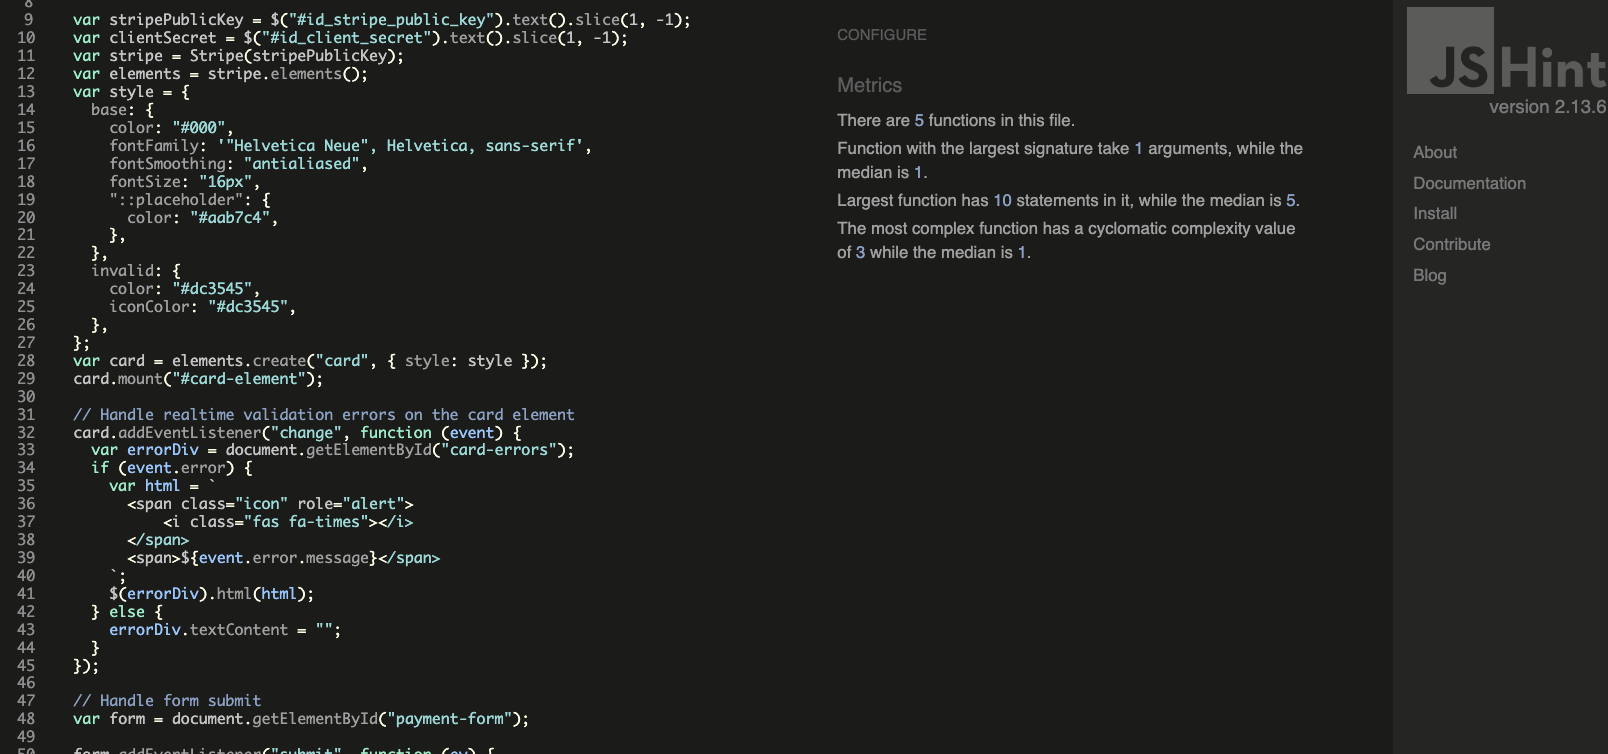 8
9 var stripePublicKey = $("#id_stripe_public_key").text().slice(1, -1);
10 var clientSecret = $("#id_client_secret").text().slice(1, -1);
11 var stripe = Stripe(stripePublicKey);
12 var elements = stripe.elements();
13 var style = {
14 base: {
15 color: "#000",
16 fontFamily: '"Helvetica Neue", Helvetica, sans-serif',
17 fontSmoothing: "antialiased",
18 fontSize: "16px",
19 "::placeholder": {
20 color: "#aab7c4",
21 },
22 },
23 invalid: {
24 color: "#dc3545",
25 iconColor: "#dc3545",
26 },
27 };
28 var card = elements.create("card", { style: style });
29 card.mount("#card-element");
30
31 // Handle realtime validation errors on the card element
32 card.addEventListener("change", function (event) {
33 var errorDiv = document.getElementById("card-errors");
34 if (event.error) {
35 var html = `
36 <span class="icon" role="alert">
37 <i class="fas fa-times"></i>
38 </span>
39 <span>${event.error.message}</span>
40 `;
41 $(errorDiv).html(html);
42 } else {
43 errorDiv.textContent = "";
44 }
45 });
46
47 // Handle form submit
48 var form = document.getElementById("payment-form");
49
50 form.addEventListener("submit", function (ev) {
CONFIGURE
Metrics
There are 5 functions in this file.
Function with the largest signature take 1 arguments, while the
median is 1.
Largest function has 10 statements in it, while the median is 5.
The most complex function has a cyclomatic complexity value
of 3 while the median is 1.
JSHint
version 2.13.6
About
Documentation
Install
Contribute
Blog